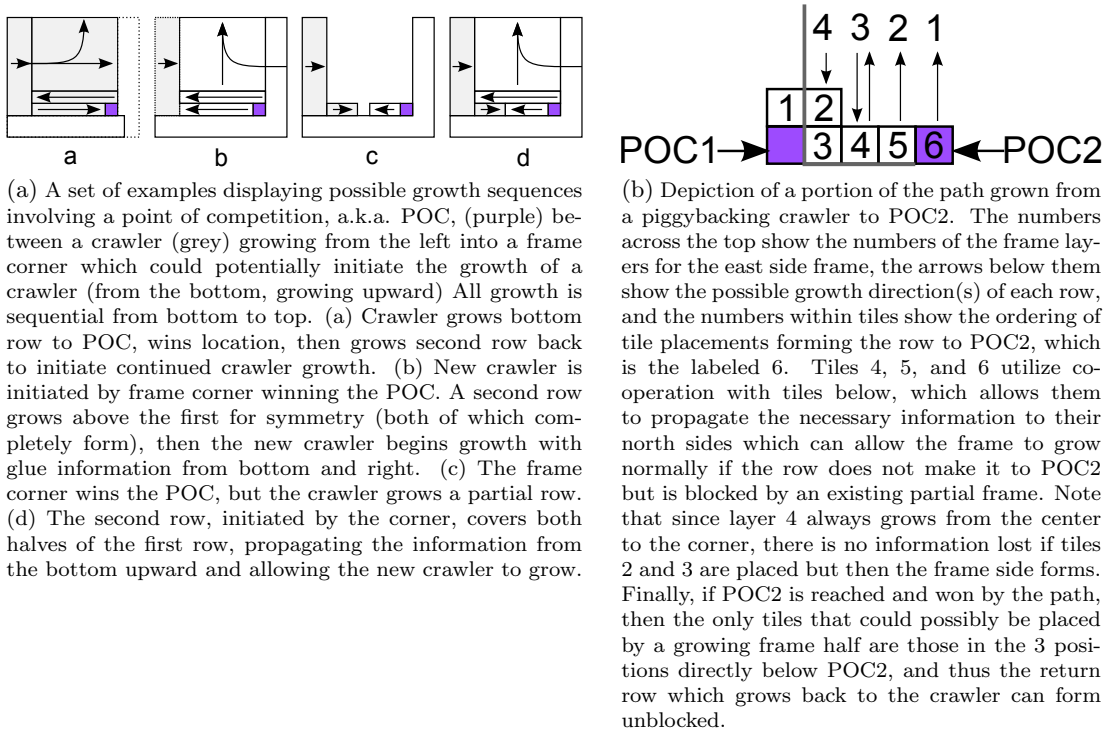 a
b
c
d
(a) A set of examples displaying possible growth sequences
involving a point of competition, a.k.a. POC, (purple) be-
tween a crawler (grey) growing from the left into a frame
corner which could potentially initiate the growth of a
crawler (from the bottom, growing upward) All growth is
sequential from bottom to top. (a) Crawler grows bottom
row to POC, wins location, then grows second row back
to initiate continued crawler growth. (b) New crawler is
initiated by frame corner winning the POC. A second row
grows above the first for symmetry (both of which com-
pletely form), then the new crawler begins growth with
glue information from bottom and right. (c) The frame
corner wins the POC, but the crawler grows a partial row.
(d) The second row, initiated by the corner, covers both
halves of the first row, propagating the information from
the bottom upward and allowing the new crawler to grow.
4 3 2 1
1 2
POC1 3 4 5 6 POC2
(b) Depiction of a portion of the path grown from
a piggybacking crawler to POC2. The numbers
across the top show the numbers of the frame lay-
ers for the east side frame, the arrows below them
show the possible growth direction(s) of each row,
and the numbers within tiles show the ordering of
tile placements forming the row to POC2, which
is the labeled 6. Tiles 4, 5, and 6 utilize co-
operation with tiles below, which allows them
to propagate the necessary information to their
north sides which can allow the frame to grow
normally if the row does not make it to POC2
but is blocked by an existing partial frame. Note
that since layer 4 always grows from the center
to the corner, there is no information lost if tiles
2 and 3 are placed but then the frame side forms.
Finally, if POC2 is reached and won by the path,
then the only tiles that could possibly be placed
by a growing frame half are those in the 3 posi-
tions directly below POC2, and thus the return
row which grows back to the crawler can form
unblocked.